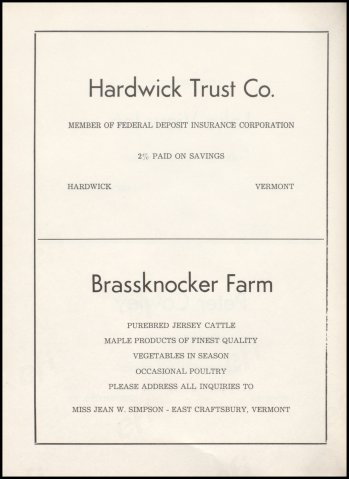 Hardwick Trust Co.
MEMBER OF FEDERAL DEPOSIT INSURANCE CORPORATION
2% PAID ON SAVINGS
HARDWICK VERMONT
Brassknocker Farm
PUREBRED JERSEY CATTLE
MAPLE PRODUCTS OF FINEST QUALITY
VEGETABLES IN SEASON
OCCASIONAL POULTRY
PLEASE ADDRESS ALL INQUIRIES TO
MISS JEAN W. SIMPSON - EAST CRAFTSBURY, VERMONT